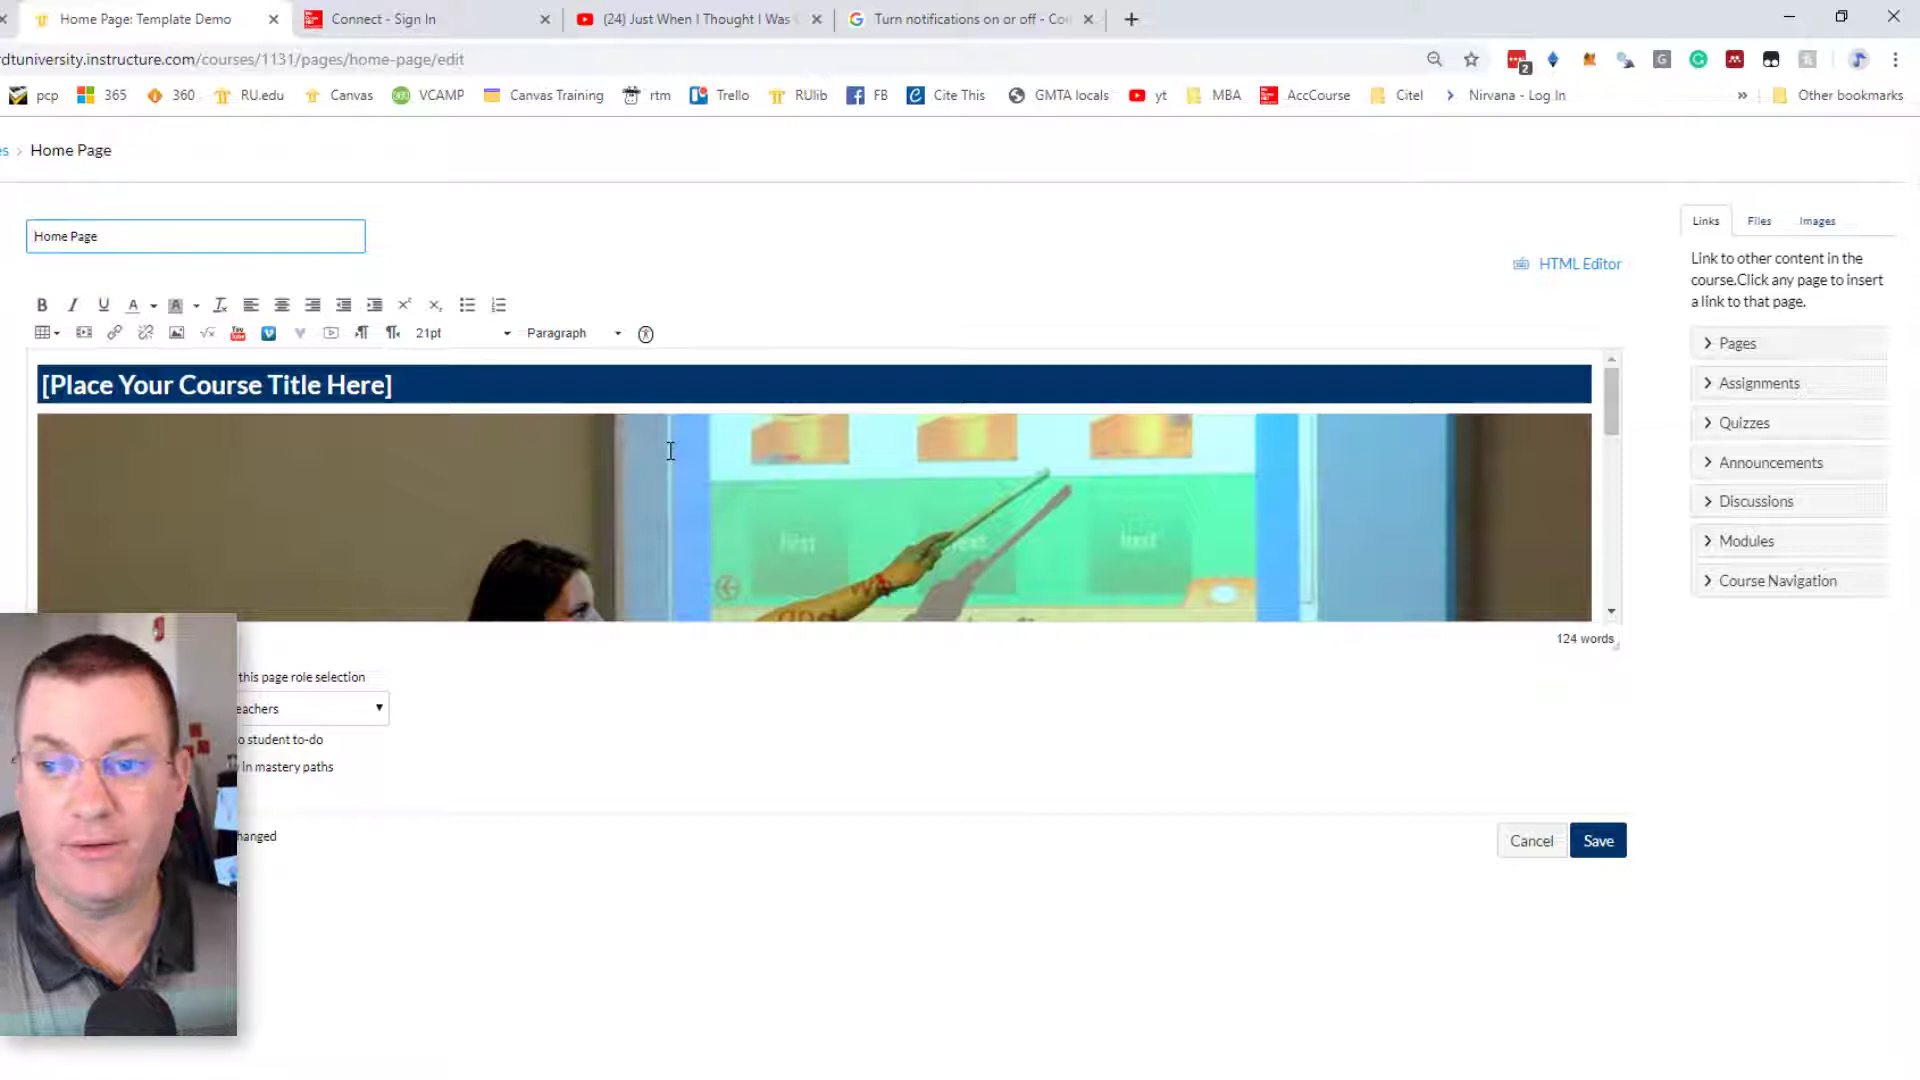 Home Page: Template Demo
Connect - Sign In
(24) Just When I Thought I Was
Turn notifications on or off - Co
rdtuniversity.instructure.com/courses/1131/pages/home-page/edit
2
pcp
365
360
RU.edu
Canvas
VCAMP
Canvas Training
rtm
Trello
RUlib
FB
Cite This
GMTA locals
yt
MBA
AccCourse
Citel
Nirvana - Log In
Other bookmarks
es > Home Page
Home Page
HTML Editor
21pt
Paragraph
[Place Your Course Title Here]
124 words
this page role selection
eachers
o student to-do
in mastery paths
hanged
Cancel
Save
Links
Files
Images
Link to other content in the
course.Click any page to insert
a link to that page.
Pages
Assignments
Quizzes
Announcements
Discussions
Modules
Course Navigation